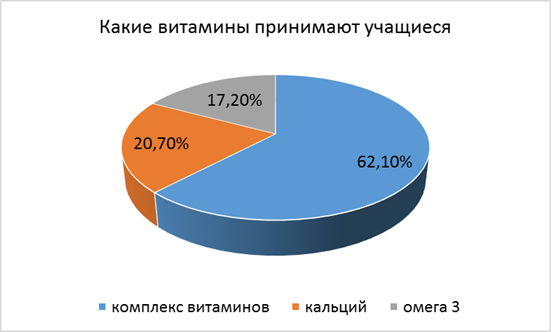 Какие витамины принимают учащиеся
17,20%
20,70%
62,10%
комплекс витаминов кальций омега 3